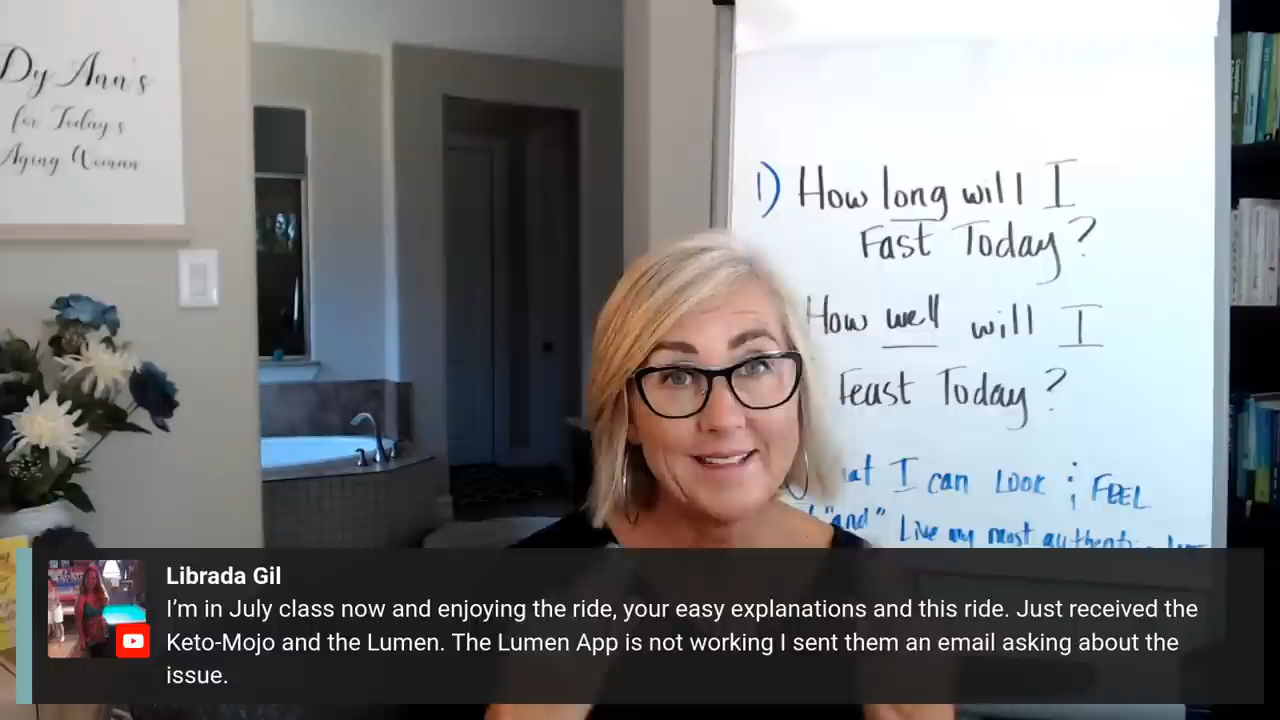 Dy Ann's
for Today's
Aging Woman
1) How long will I
Fast Today?
How well will I
Feast Today?
I can Look ; FEEL
"and" Live my most
Librada Gil
I'm in July class now and enjoying the ride, your easy explanations and this ride. Just received the
Keto-Mojo and the Lumen. The Lumen App is not working I sent them an email asking about the
issue.